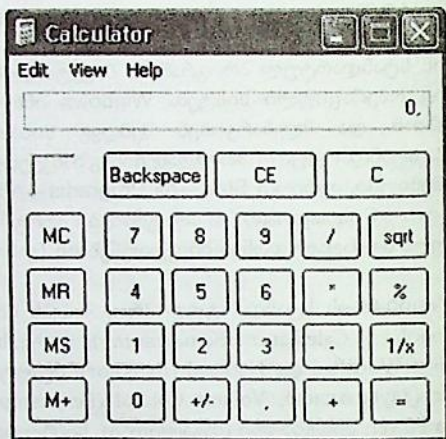 Calculator
Edit View Help
0,
Backspace CE C
MC 7 8 9 / sqrt
MR 4 5 6 * %
MS 1 2 3 - 1/x
M+ 0 +/- , + =